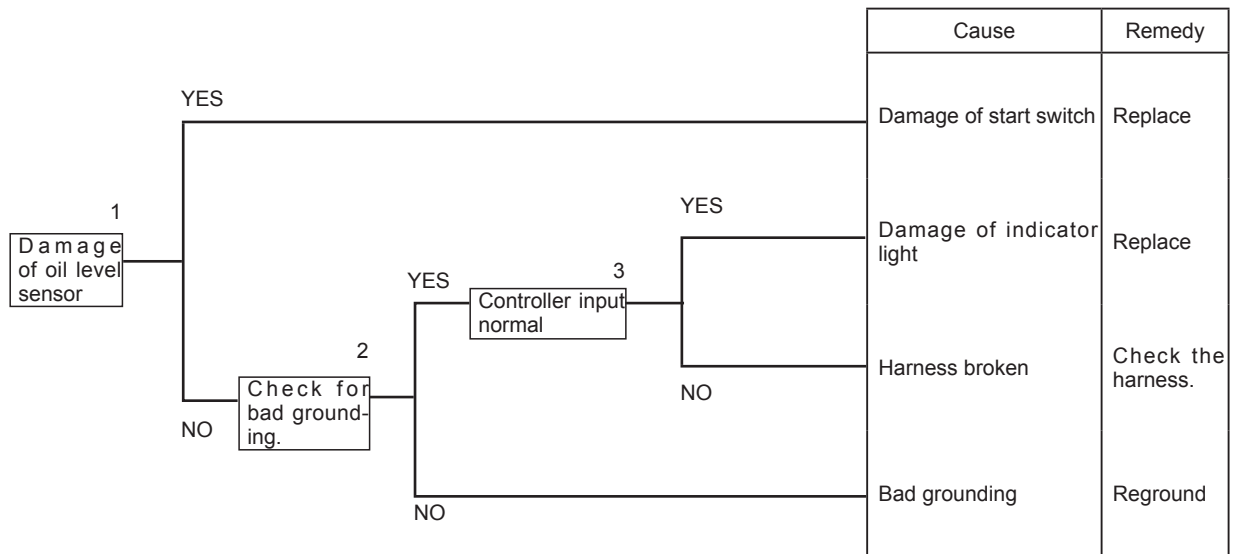 Cause Remedy
YES
Damage of start switch Replace
1
Damage
of oil level
sensor
YES
Damage of indicator
light
Replace
YES
3
Controller input
normal
2
Check for
bad ground-
ing.
NO
NO
Harness broken
Check the
harness.
NO
Bad grounding Reground